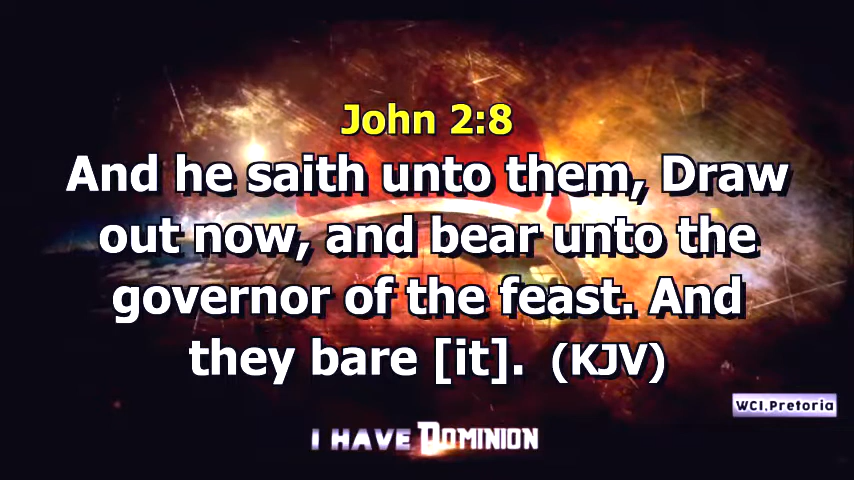 John 2:8
And he saith unto them, Draw
out now, and bear unto the
governor of the feast. And
they bare [it]. (KJV)
WCI,Pretoria
I HAVE DOMINION